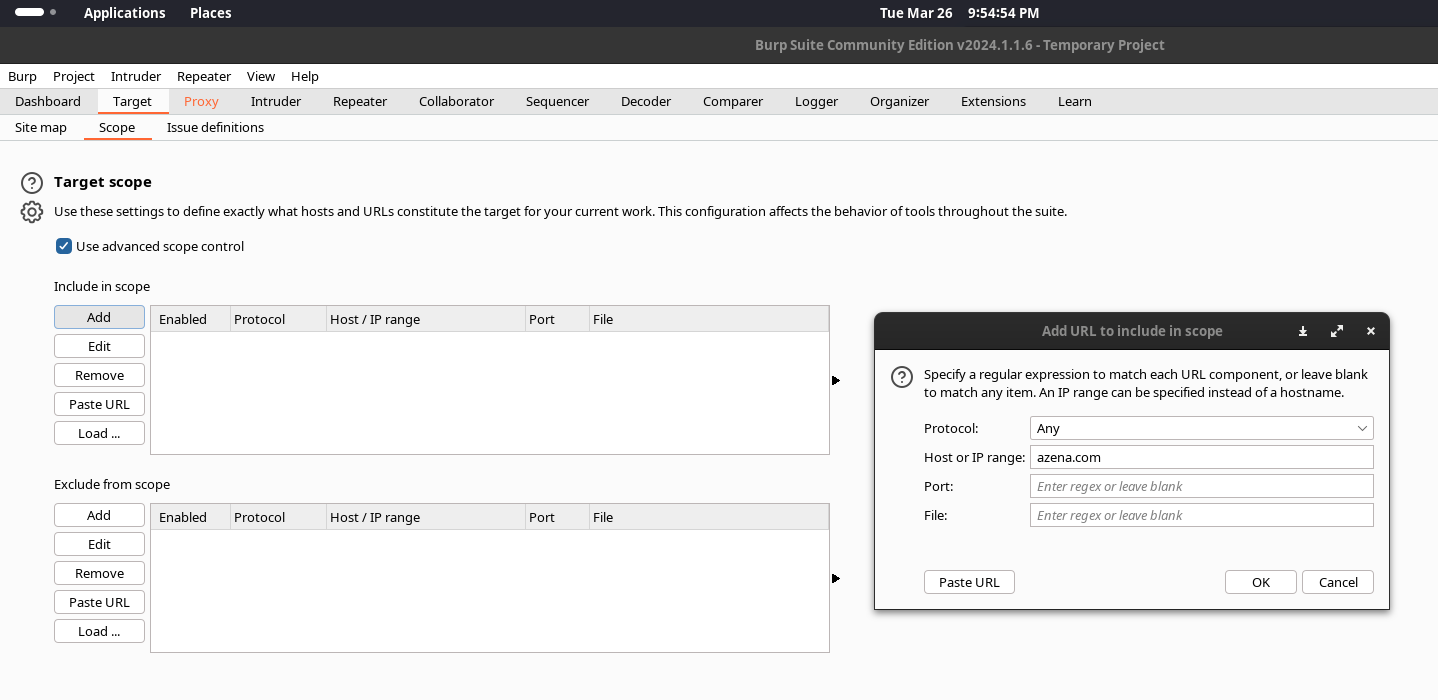 Applications Places Tue Mar 26 9:54:54 PM
Burp Suite Community Edition v2024.1.1.6 - Temporary Project
Burp Project Intruder Repeater View Help
Dashboard Target Proxy Intruder Repeater Collaborator Sequencer Decoder Comparer Logger Organizer Extensions Learn
Site map Scope Issue definitions
Target scope
Use these settings to define exactly what hosts and URLs constitute the target for your current work. This configuration affects the behavior of tools throughout the suite.
Use advanced scope control
Include in scope
Add
Edit
Remove
Paste URL
Load ...
Enabled Protocol Host / IP range Port File
Exclude from scope
Add
Edit
Remove
Paste URL
Load ...
Enabled Protocol Host / IP range Port File
Add URL to include in scope
Specify a regular expression to match each URL component, or leave blank
to match any item. An IP range can be specified instead of a hostname.
Protocol: Any
Host or IP range: azena.com
Port: Enter regex or leave blank
File: Enter regex or leave blank
Paste URL OK Cancel